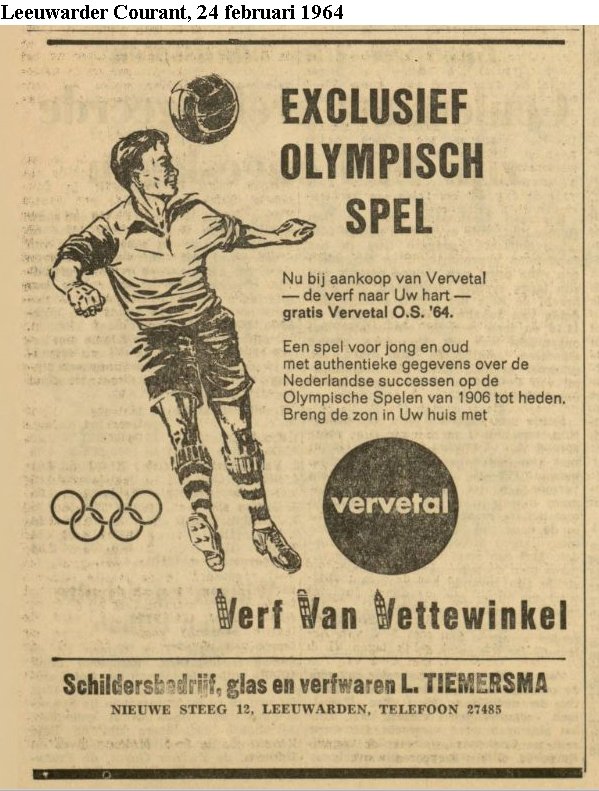 Leeuwarder Courant, 24 februari 1964
EXCLUSIEF
OLYMPISCH
SPEL
Nu bij aankoop van Vervetal
— de verf naar Uw hart —
gratis Vervetal O.S. '64.
Een spel voor jong en oud
met authentieke gegevens over de
Nederlandse successen op de
Olympische Spelen van 1906 tot heden.
Breng de zon in Uw huis met
vervetal
Verf Van Vettewinkel
Schildersbedrijf, glas en verfwaren L. TIEMERSMA
NIEUWE STEEG 12, LEEUWARDEN, TELEFOON 27485